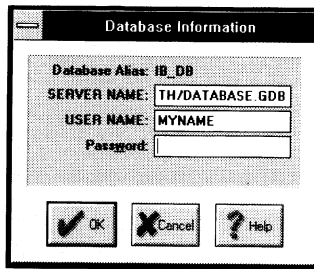 Database Information
Database Alias: IB_DB
SERVER NAME: TH/DATABASE.GDB
USER NAME: MYNAME
Password:
OK Cancel Help